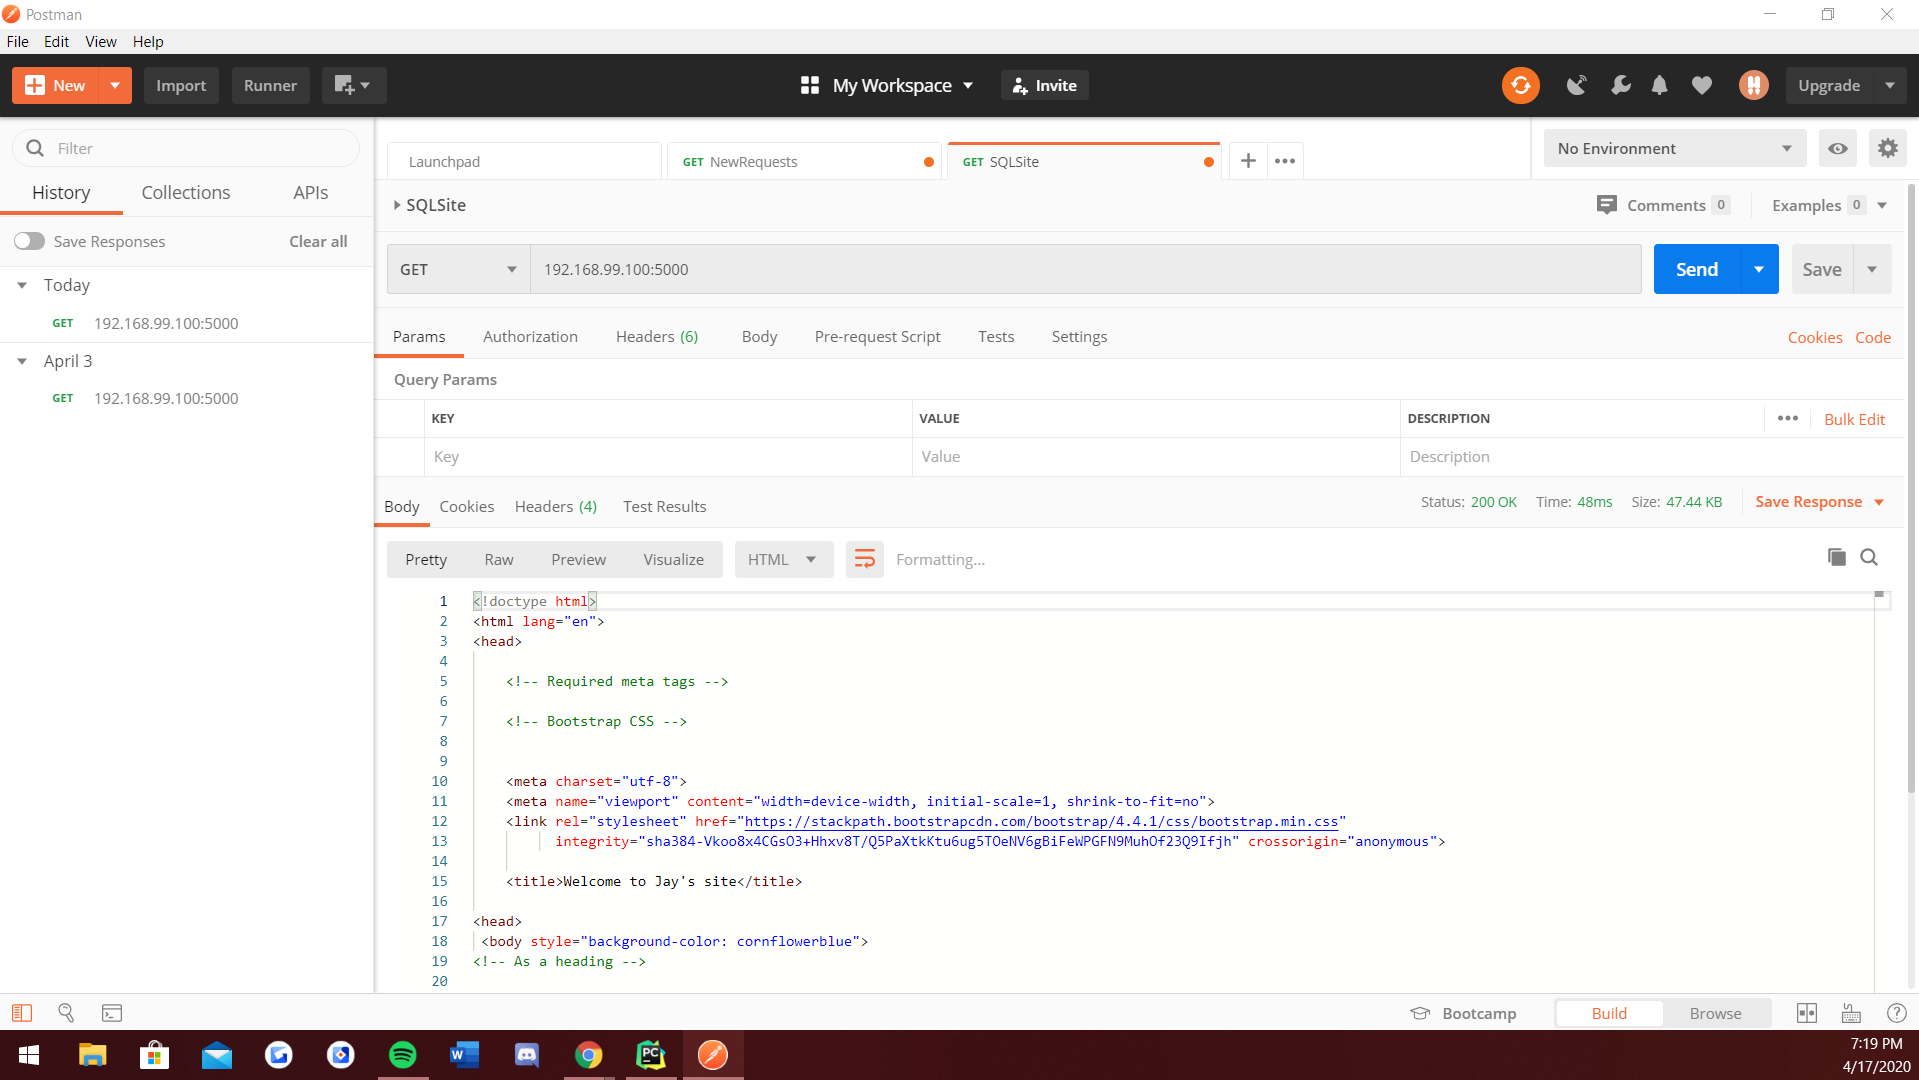 Postman
File Edit View Help
New Import Runner My Workspace Invite Upgrade
Filter
History Collections APIs
Save Responses Clear all
Today
GET 192.168.99.100:5000
April 3
GET 192.168.99.100:5000
Launchpad GET NewRequests GET SQLSite No Environment
SQLSite Comments 0 Examples 0
GET 192.168.99.100:5000 Send Save
Params Authorization Headers (6) Body Pre-request Script Tests Settings Cookies Code
Query Params
KEY VALUE DESCRIPTION Bulk Edit
Key Value Description
Body Cookies Headers (4) Test Results Status: 200 OK Time: 48ms Size: 47.44 KB Save Response
Pretty Raw Preview Visualize HTML Formatting...
1 <!doctype html>
2 <html lang="en">
3 <head>
4
5 <!-- Required meta tags -->
6
7 <!-- Bootstrap CSS -->
8
9
10 <meta charset="utf-8">
11 <meta name="viewport" content="width=device-width, initial-scale=1, shrink-to-fit=no">
12 <link rel="stylesheet" href="https://stackpath.bootstrapcdn.com/bootstrap/4.4.1/css/bootstrap.min.css"
13 integrity="sha384-Vkoo8x4CGsO3+Hhxv8T/Q5PaXtkKtu6ug5TOeNV6gBiFeWPGFN9MuhOf23Q9Ifjh" crossorigin="anonymous">
14
15 <title>Welcome to Jay's site</title>
16
17 <head>
18 <body style="background-color: cornflowerblue">
19 <!-- As a heading -->
20
Bootcamp Build Browse
7:19 PM
4/17/2020